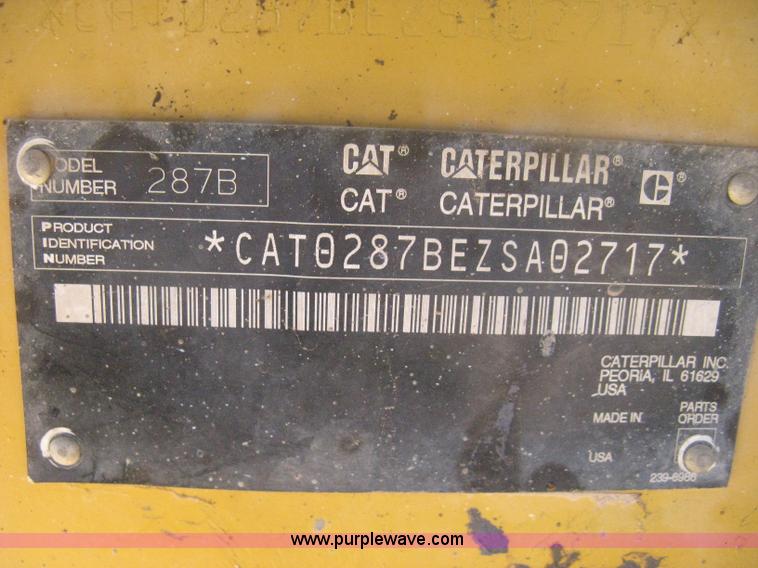 *CAT0287BEZSA02717*
MODEL
NUMBER 287B
CAT® CATERPILLAR®
CAT® CATERPILLAR® C®
PRODUCT
IDENTIFICATION
NUMBER
*CAT0287BEZSA02717*
CATERPILLAR INC.
PEORIA, IL 61629
USA
MADE IN
USA
PARTS
ORDER
239-6986
www.purplewave.com